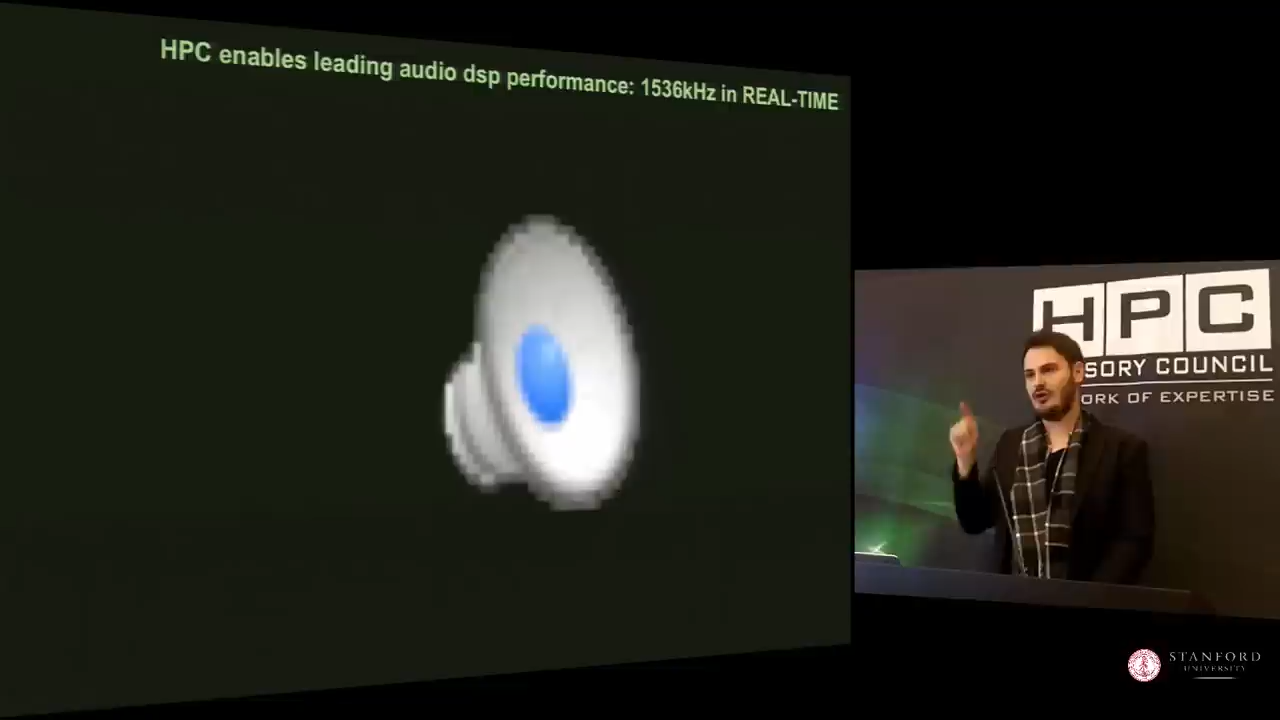 HPC enables leading audio dsp performance: 1536kHz in REAL-TIME
HPC
SORY COUNCIL
ORK OF EXPERTISE
STANFORD
UNIVERSITY